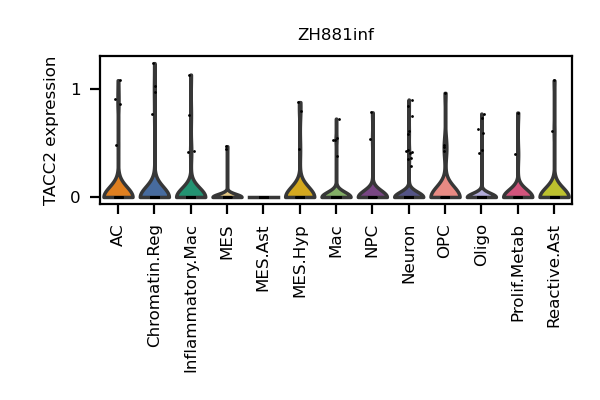 ZH881inf
TACC2 expression
1
0
AC
Chromatin.Reg
Inflammatory.Mac
MES
MES.Ast
MES.Hyp
Mac
NPC
Neuron
OPC
Oligo
Prolif.Metab
Reactive.Ast